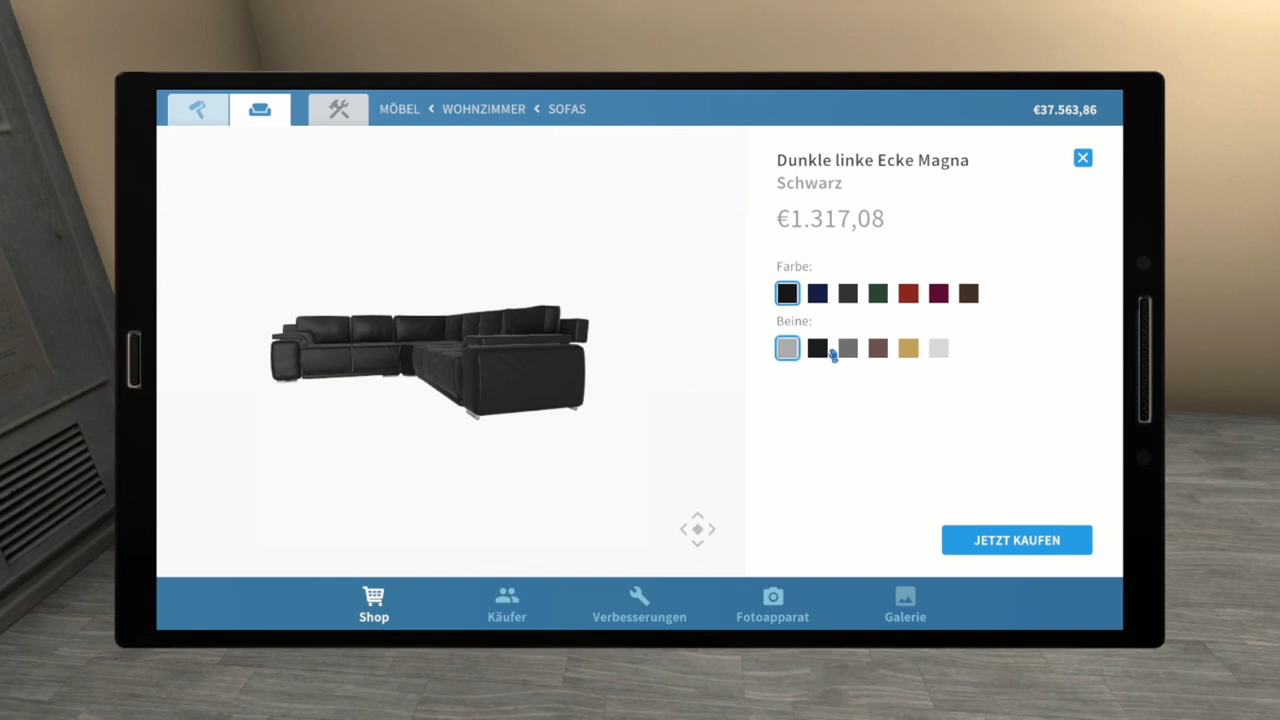 MÖBEL < WOHNZIMMER < SOFAS
€37.563,86
Dunkle linke Ecke Magna
Schwarz
€1.317,08
Farbe:
Beine:
JETZT KAUFEN
Shop
Käufer
Verbesserungen
Fotoapparat
Galerie